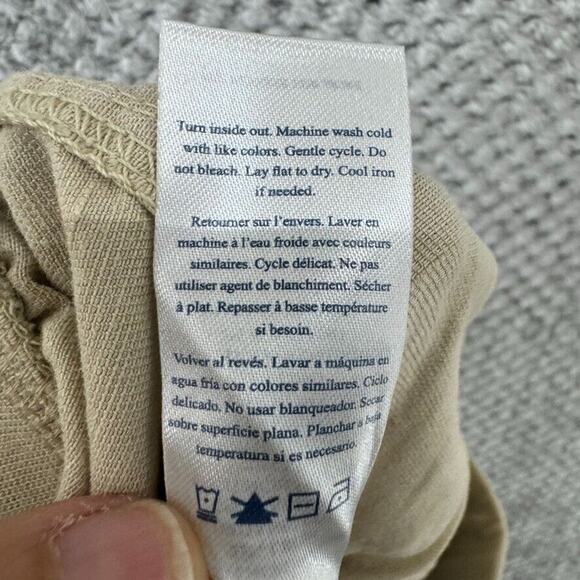 Turn inside out. Machine wash cold
with like colors. Gentle cycle. Do
not bleach. Lay flat to dry. Cool iron
if needed.
Retourner sur l'envers. Laver en
machine à l'eau froide avec couleurs
similaires. Cycle délicat. Ne pas
utiliser agent de blanchiment. Sécher
à plat. Repasser à basse température
si besoin.
Volver al revés. Lavar a máquina en
agua fría con colores similares. Ciclo
delicado. No usar blanqueador. Secar
sobre superficie plana. Planchar a baja
temperatura si es necesario.